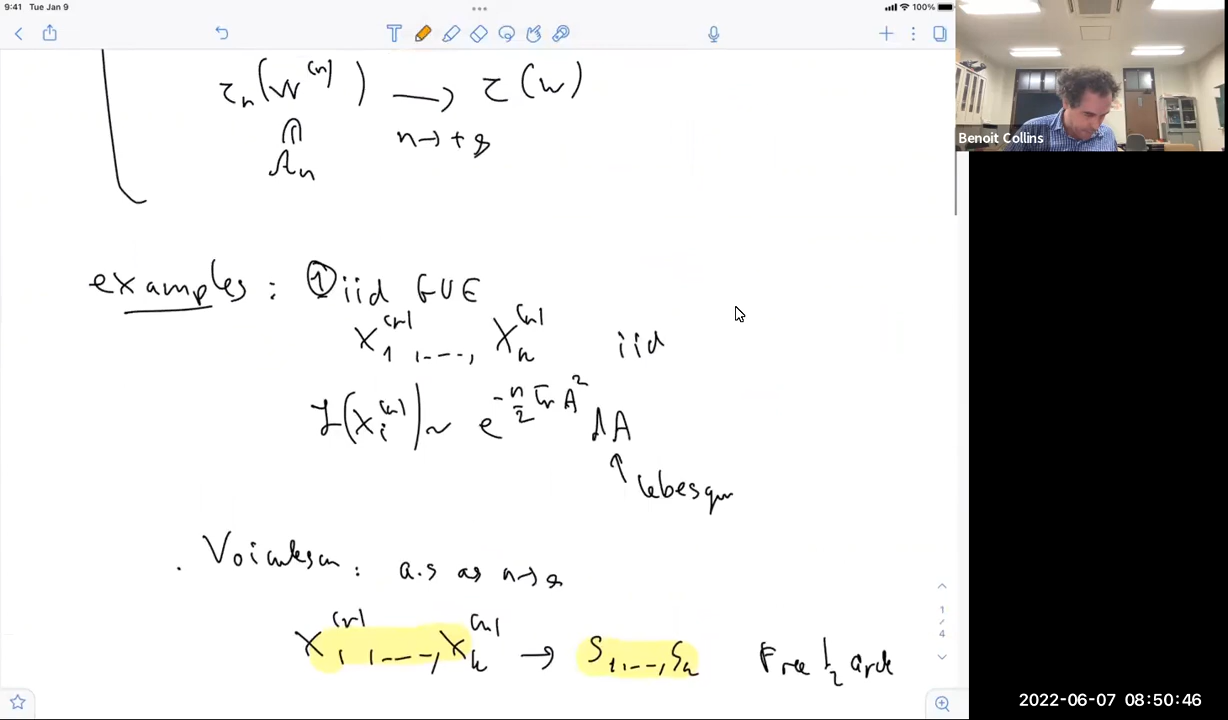 9:41 Tue Jan 9
100%
Benoit Collins
τₙ(W⁽ⁿ⁾) → τ(W)
n→+∞
𝒜ₙ
examples : ① iid GUE
X₁⁽ⁿ⁾, ..., Xₖ⁽ⁿ⁾ iid
ℒ(Xᵢ⁽ⁿ⁾) ~ e^{-n/2 Tr A²} dA
↑ Lebesgue
. Voiculescu : a.s as n→∞
X₁⁽ⁿ⁾, ..., Xₖ⁽ⁿ⁾ → S₁, ..., Sₖ Free ½ circle
1
/
4
2022-06-07 08:50:46